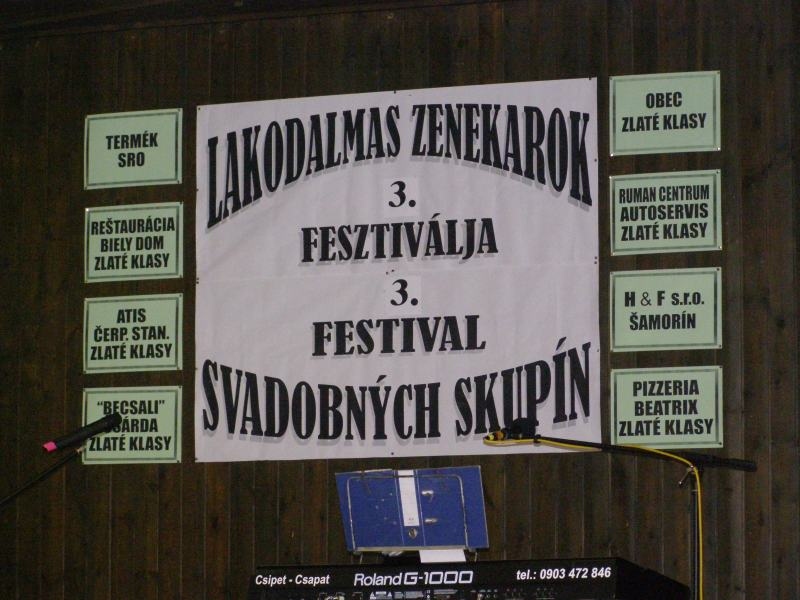 TERMÉK
SRO
REŠTAURÁCIA
BIELY DOM
ZLATÉ KLASY
ATIS
ČERP. STAN.
ZLATÉ KLASY
"BECSALI"
ZLATÉ KLASY
LAKODALMAS ZENEKAROK
3.
FESZTIVÁLJA
3.
FESTIVAL
SVADOBNÝCH SKUPÍN
OBEC
ZLATÉ KLASY
RUMAN CENTRUM
AUTOSERVIS
ZLATÉ KLASY
H & F s.r.o.
ŠAMORÍN
PIZZERIA
BEATRIX
ZLATÉ KLASY
Csipet - Csapat Roland G-1000 tel.: 0903 472 846